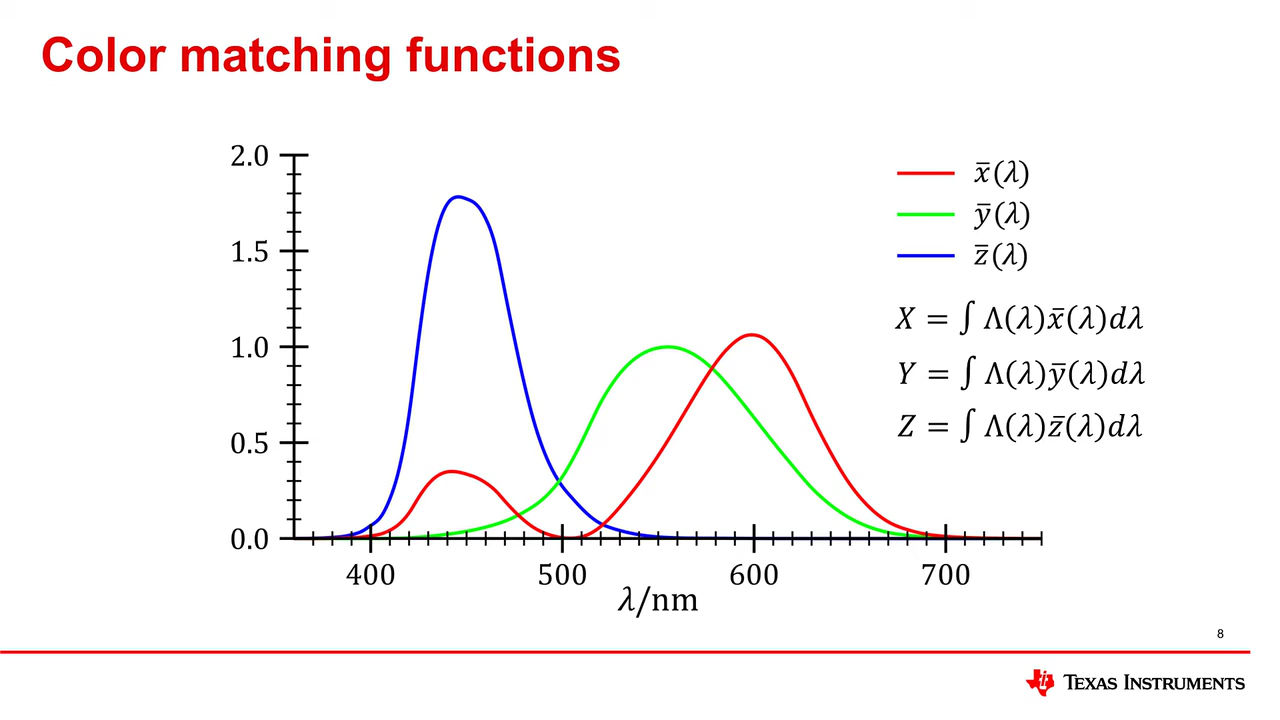 Color matching functions
2.0
1.5
1.0
0.5
0.0
400 500 600 700
λ/nm
x̄(λ)
ȳ(λ)
z̄(λ)
X = ∫ Λ(λ)x̄(λ)dλ
Y = ∫ Λ(λ)ȳ(λ)dλ
Z = ∫ Λ(λ)z̄(λ)dλ
8
TEXAS INSTRUMENTS